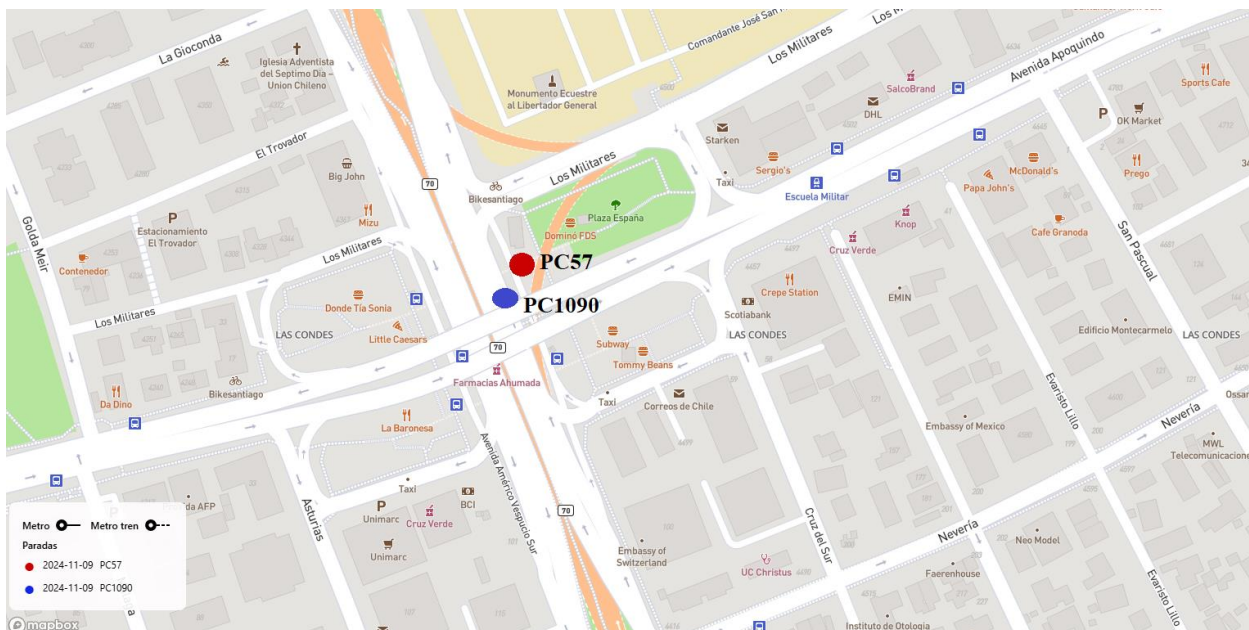 La Gioconda
Iglesia Adventista
del Septimo Dia –
Union Chileno
Monumento Ecuestre
al Libertador General
Comandante José San
Los Militares
Los M
Avenida Apoquindo
SalcoBrand
DHL
Starken
Sergio's
Taxi
Escuela Militar
OK Market
Sports Cafe
Prego
McDonald's
Papa John's
Cafe Granoda
San Pascual
El Trovador
Big John
Mizu
Estacionamiento
El Trovador
Golda Meir
Contenedor
Los Militares
Los Militares
Donde Tía Sonia
Little Caesars
LAS CONDES
Bikesantiago
Da Dino
70
Bikesantiago
Los Militares
Plaza España
Domino FDS
PC57
PC1090
70
Farmacias Ahumada
Subway
Tommy Beans
Taxi
Correos de Chile
Scotiabank
LAS CONDES
Crepe Station
Cruz Verde
Knop
EMIN
Edificio Montecarmelo
LAS CONDES
Evaristo Lillo
Embassy of Mexico
Nevería
MWL
Telecomunicacione
La Baronesa
Taxi
BCI
Unimarc
Cruz Verde
Unimarc
Asturias
Avenida Américo Vespucio Sur
70
Embassy of
Switzerland
UC Christus
Cruz del Sur
Nevería
Neo Model
Faerenhouse
Instituto de Otologia
Evaristo Lillo
Metro
Metro tren
Paradas
2024-11-09 PC57
2024-11-09 PC1090
mapbox